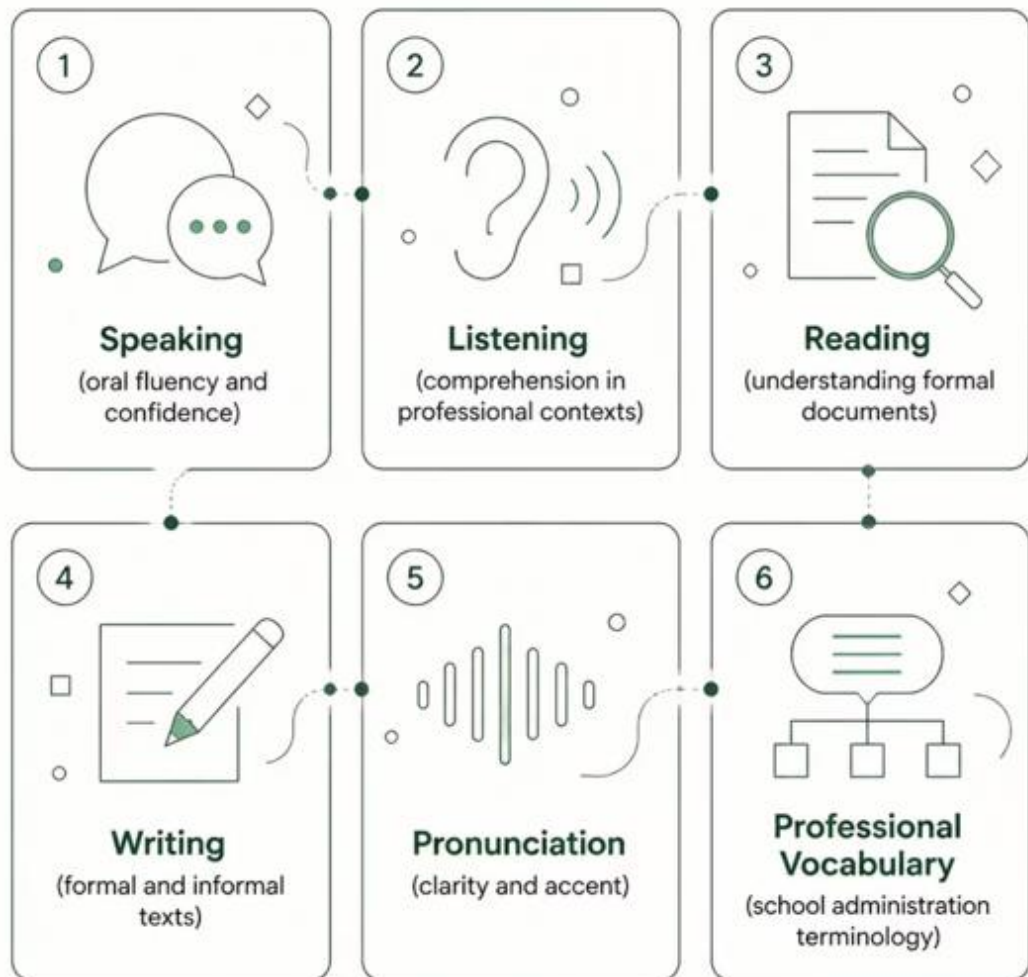 1
Speaking
(oral fluency and
confidence)
2
Listening
(comprehension in
professional contexts)
3
Reading
(understanding formal
documents)
4
Writing
(formal and informal
texts)
5
Pronunciation
(clarity and accent)
6
Professional
Vocabulary
(school administration
terminology)